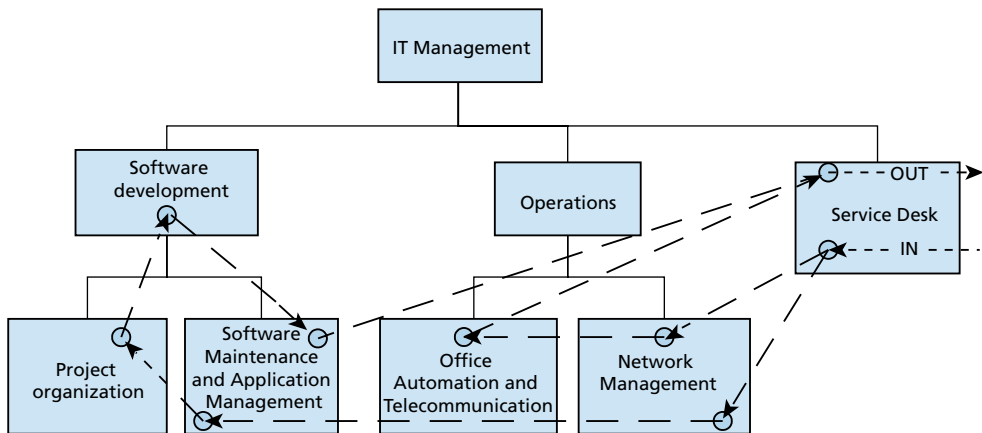 IT Management
Software
development
Operations
OUT
Service Desk
IN
Project
organization
Software
Maintenance
and Application
Management
Office
Automation and
Telecommunication
Network
Management